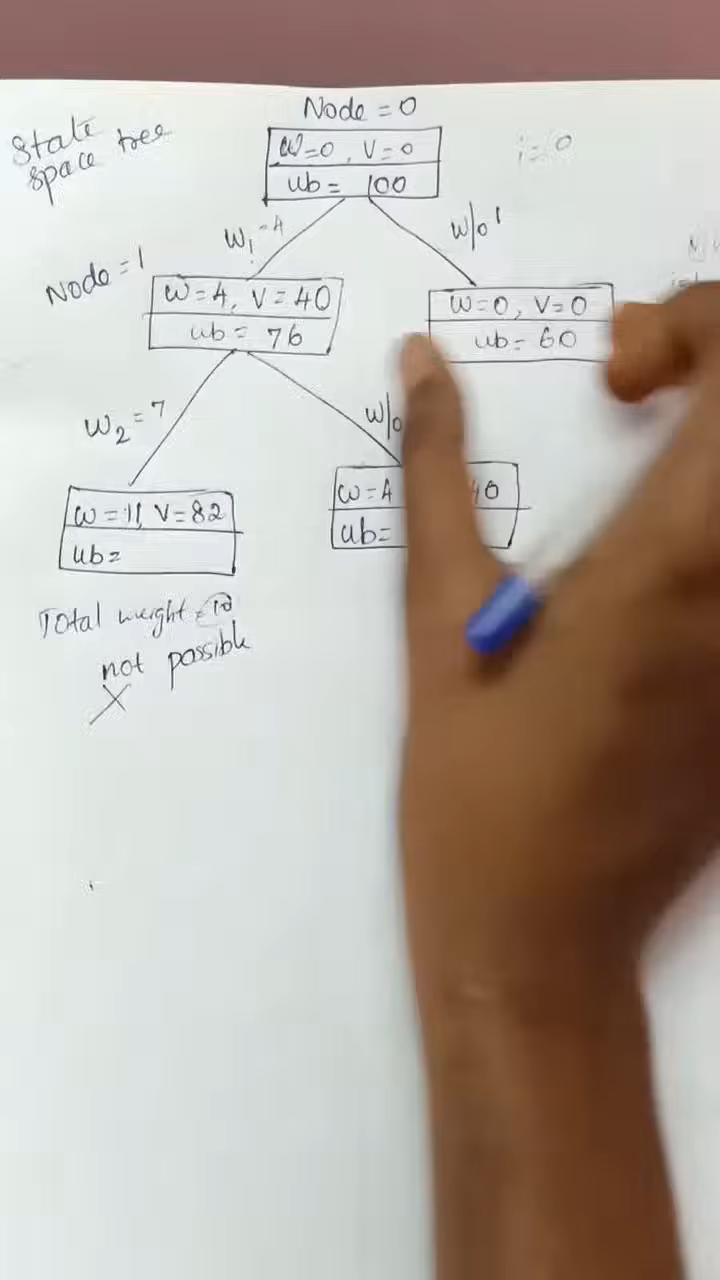 State
space tree
Node = 0
W=0, V=0
ub = 100
i=0
W₁=4
w/o 1
Node = 1
W=4, V=40
ub = 76
W=0, V=0
ub= 60
W₂=7
w/o
W=11, V=82
ub=
W=4 40
ub=
Total weight =10
not possible
X